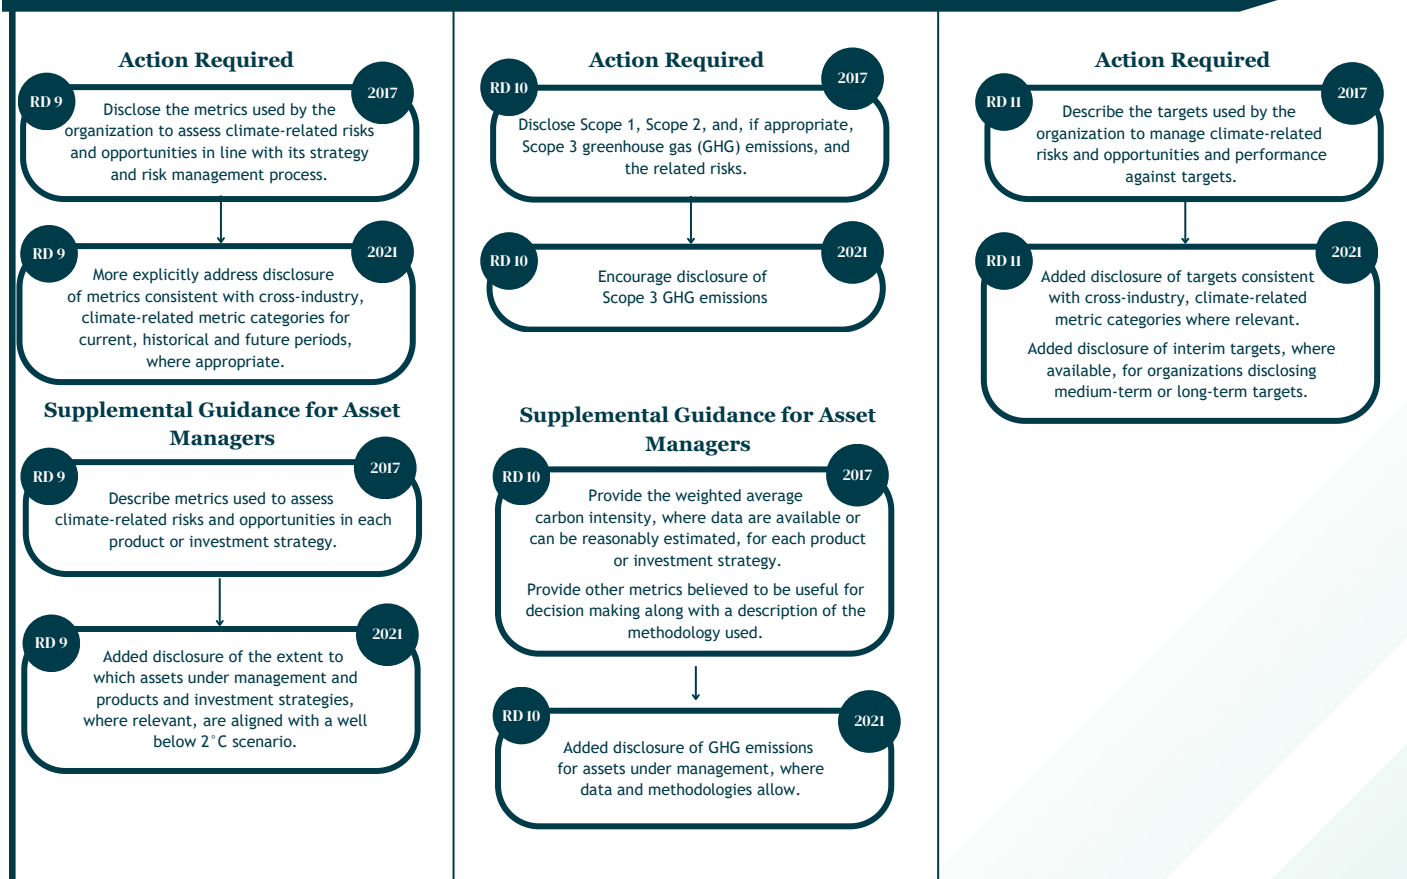 Action Required
RD 9
2017
Disclose the metrics used by the
organization to assess climate-related risks
and opportunities in line with its strategy
and risk management process.
RD 9
2021
More explicitly address disclosure
of metrics consistent with cross-industry,
climate-related metric categories for
current, historical and future periods,
where appropriate.
Supplemental Guidance for Asset
Managers
RD 9
2017
Describe metrics used to assess
climate-related risks and opportunities in each
product or investment strategy.
RD 9
2021
Added disclosure of the extent to
which assets under management and
products and investment strategies,
where relevant, are aligned with a well
below 2°C scenario.
Action Required
RD 10
2017
Disclose Scope 1, Scope 2, and, if appropriate,
Scope 3 greenhouse gas (GHG) emissions, and
the related risks.
RD 10
2021
Encourage disclosure of
Scope 3 GHG emissions
Supplemental Guidance for Asset
Managers
RD 10
2017
Provide the weighted average
carbon intensity, where data are available or
can be reasonably estimated, for each product
or investment strategy.
Provide other metrics believed to be useful for
decision making along with a description of the
methodology used.
RD 10
2021
Added disclosure of GHG emissions
for assets under management, where
data and methodologies allow.
Action Required
RD 11
2017
Describe the targets used by the
organization to manage climate-related
risks and opportunities and performance
against targets.
RD 11
2021
Added disclosure of targets consistent
with cross-industry, climate-related
metric categories where relevant.
Added disclosure of interim targets, where
available, for organizations disclosing
medium-term or long-term targets.